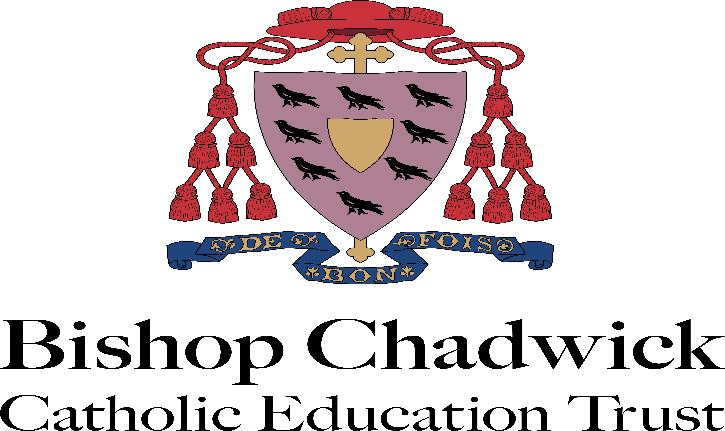 DE BON FOIS
Bishop Chadwick
Catholic Education Trust